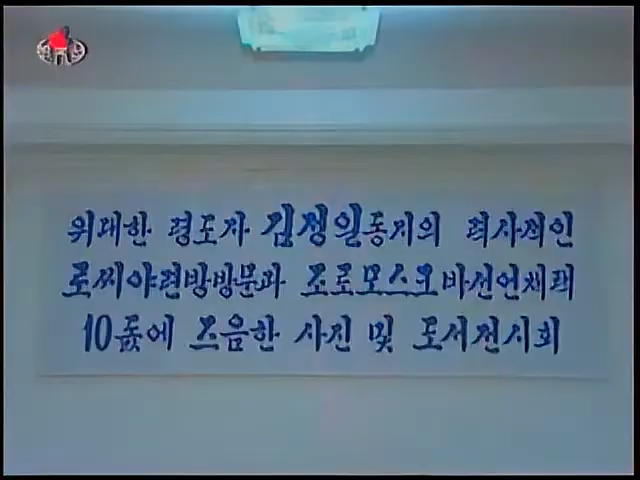 위대한 령도자 김정일동지의 력사적인
로씨야련방방문과 조로모스크바선언채택
10돐에 즈음한 사진 및 도서전시회